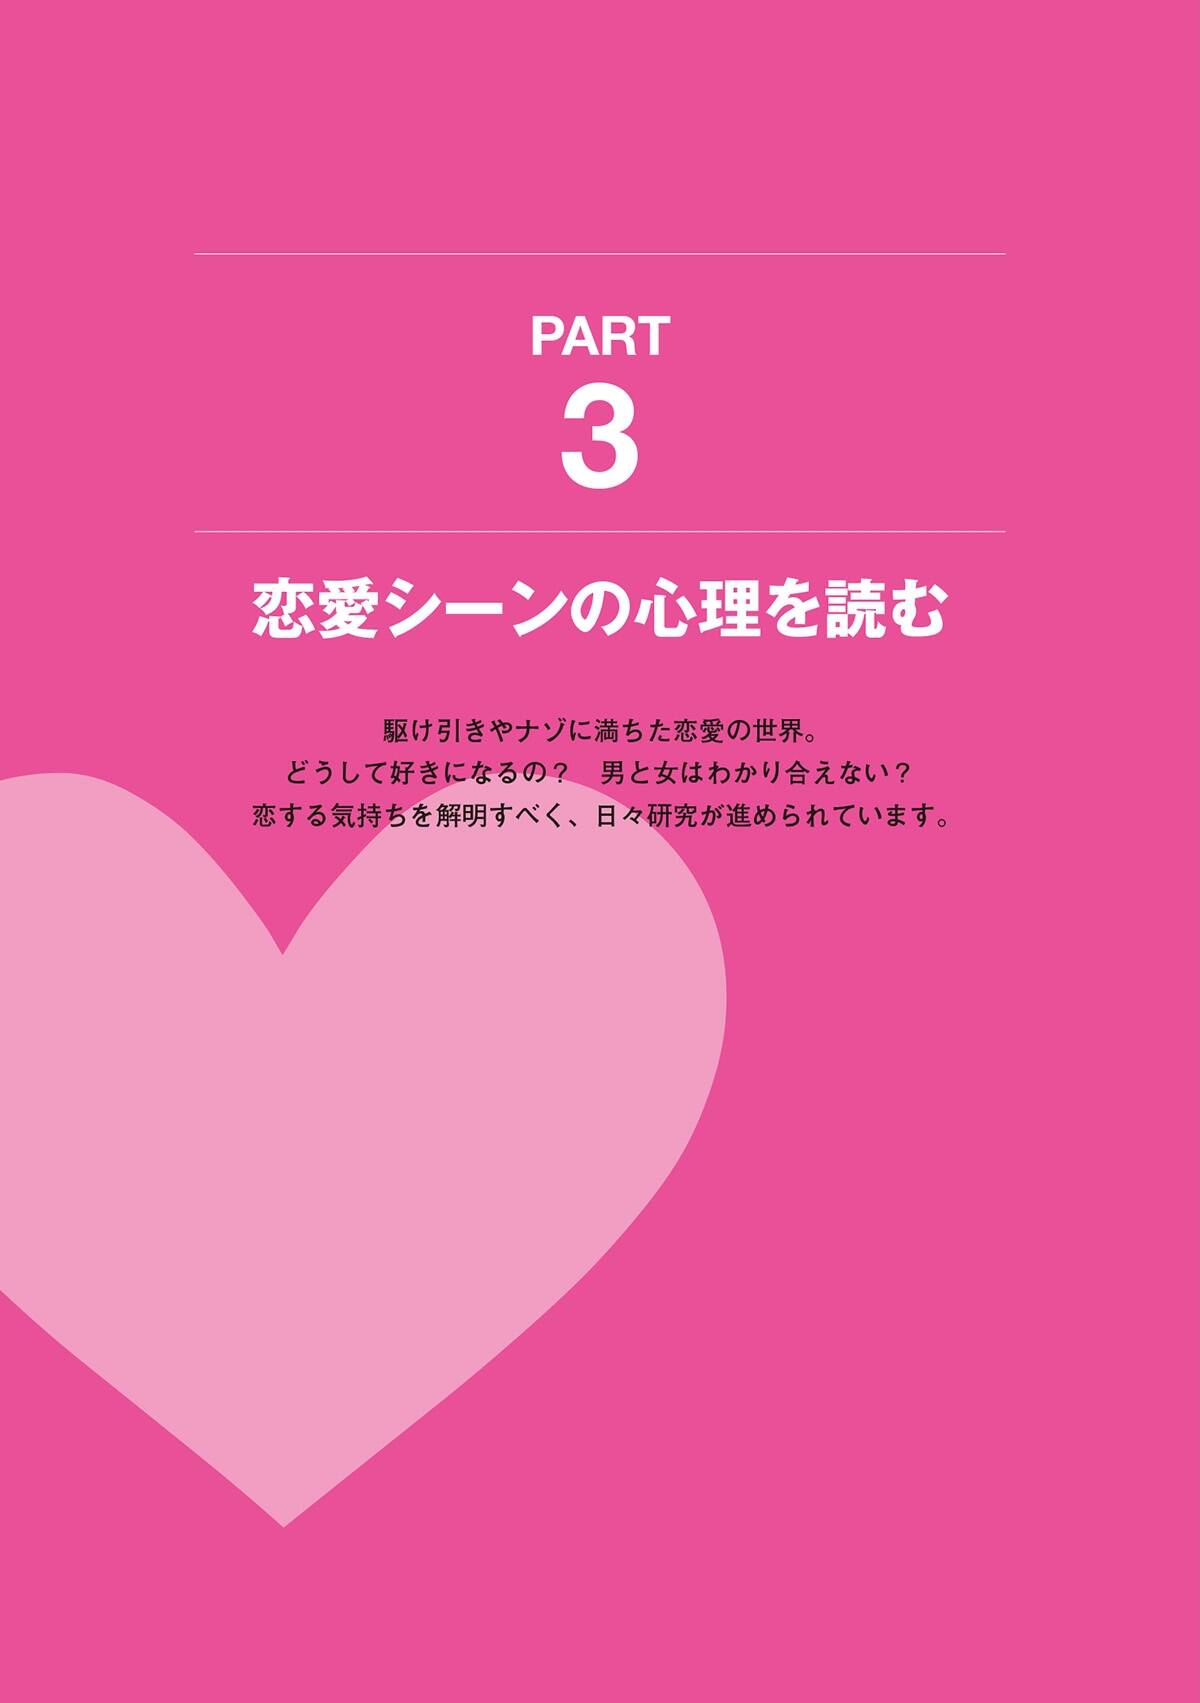 PART
3
恋愛シーンの心理を読む
駆け引きやナゾに満ちた恋愛の世界。
どうして好きになるの？　男と女はわかり合えない？
恋する気持ちを解明すべく、日々研究が進められています。